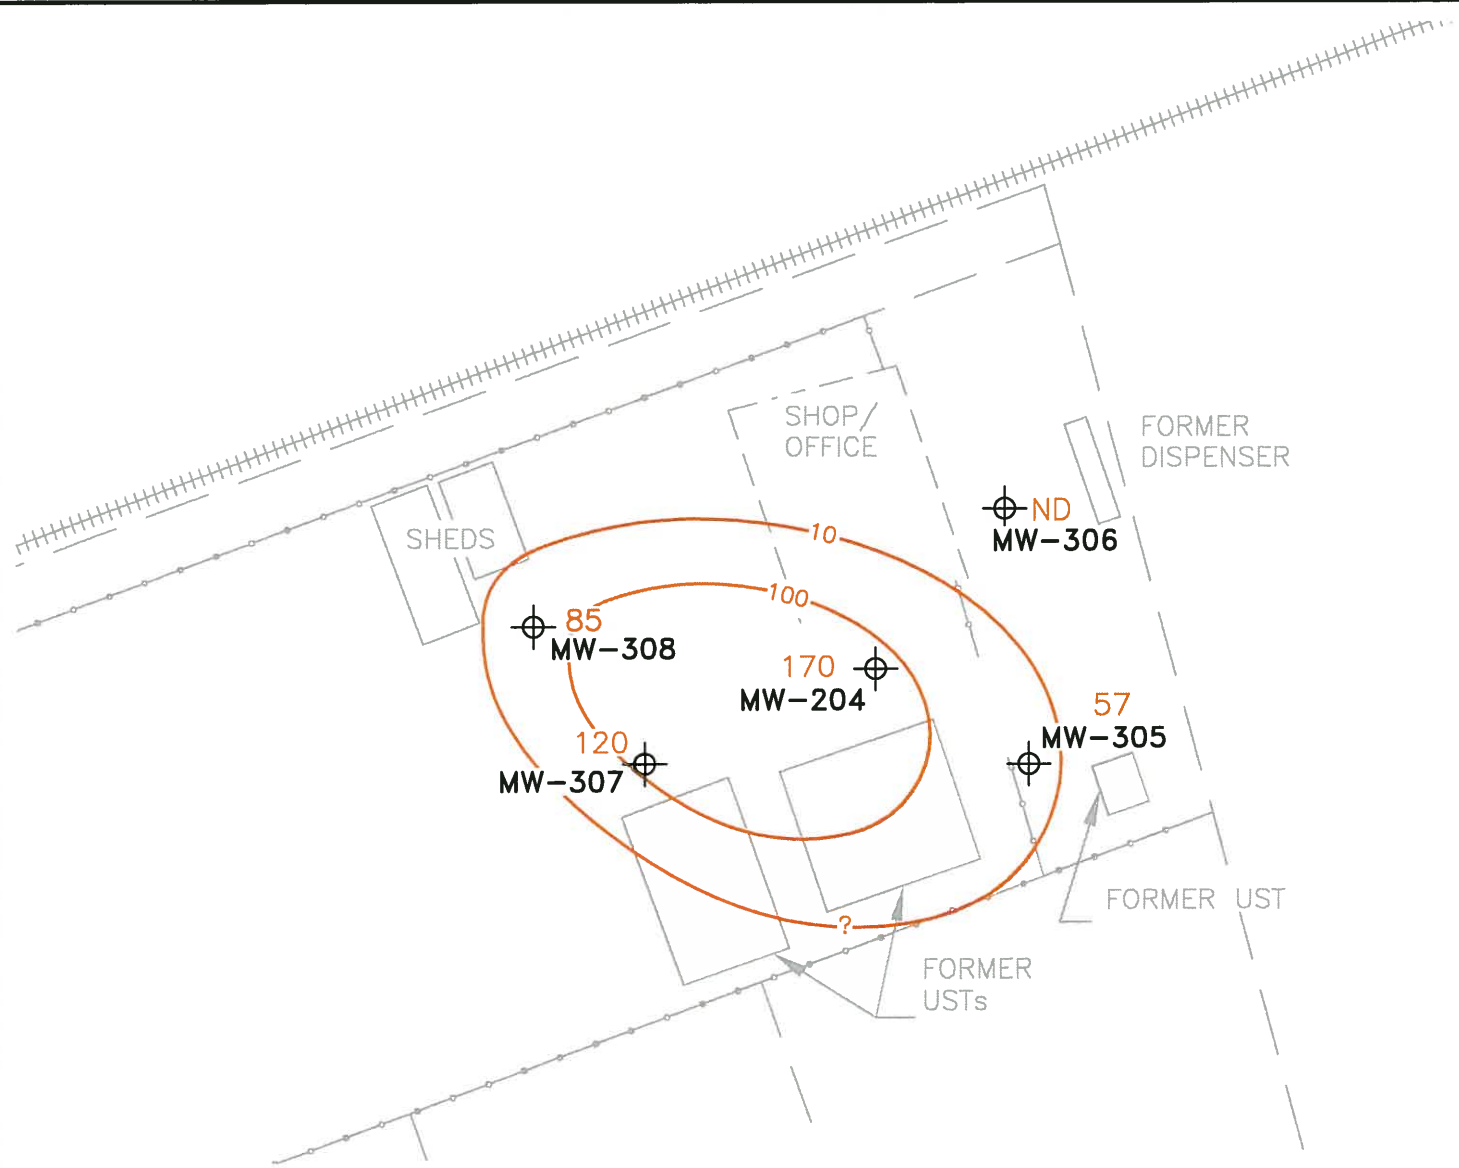 SHOP/
OFFICE
FORMER
DISPENSER
ND
MW-306
SHEDS
10
100
85
MW-308
170
MW-204
57
MW-305
120
MW-307
FORMER UST
?
FORMER
USTs